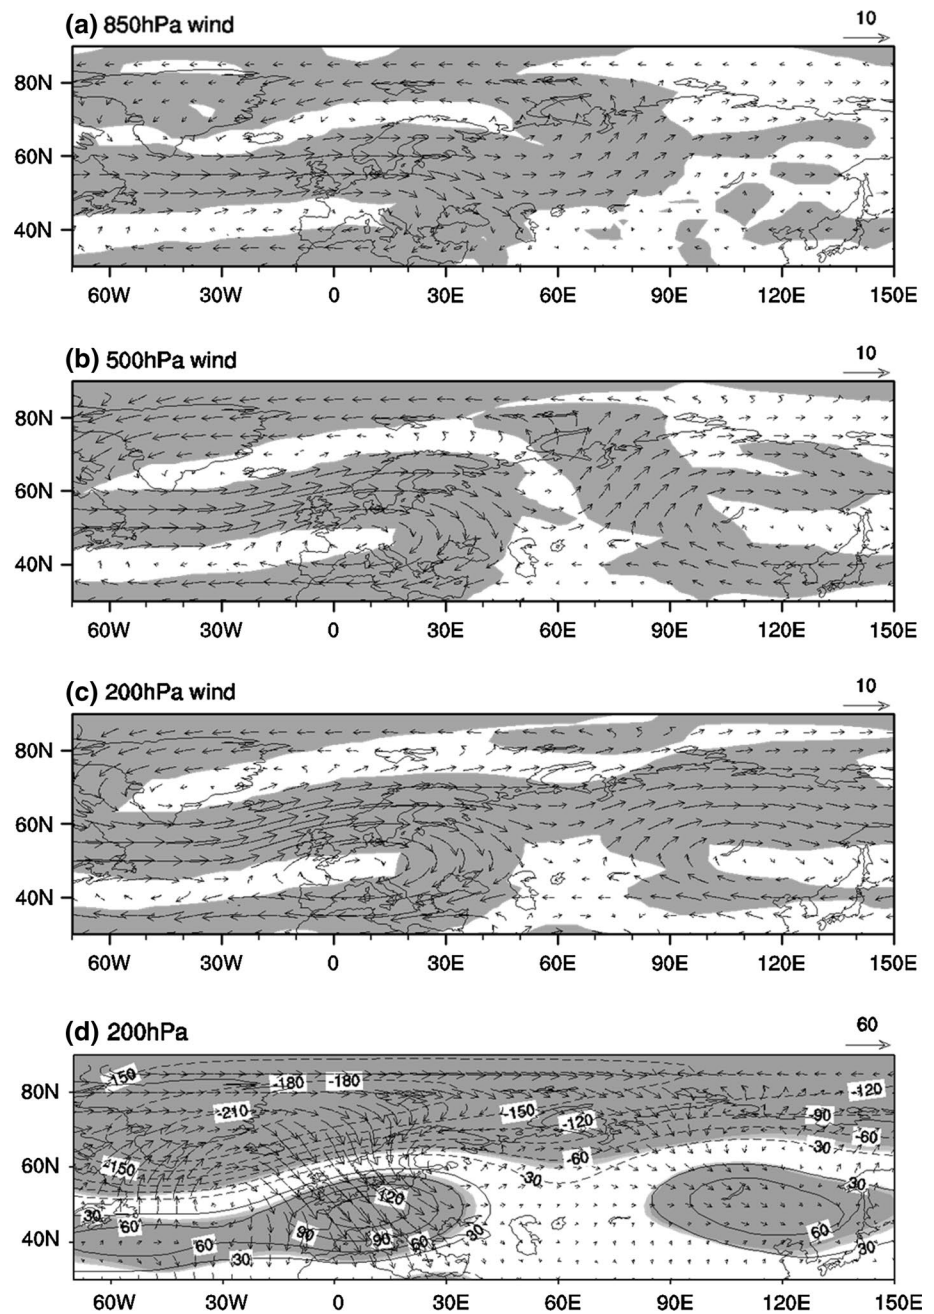 (a) 850hPa wind 10
80N
60N
40N
60W 30W 0 30E 60E 90E 120E 150E
(b) 500hPa wind 10
80N
60N
40N
60W 30W 0 30E 60E 90E 120E 150E
(c) 200hPa wind 10
80N
60N
40N
60W 30W 0 30E 60E 90E 120E 150E
(d) 200hPa 60
-150 -180 -180 -120
80N
-210 -150 -120 -90
-30 -60
60N -150 -60
120 -30 30
30 60 90 60
40N 60 90 60 30 30
30
60W 30W 0 30E 60E 90E 120E 150E